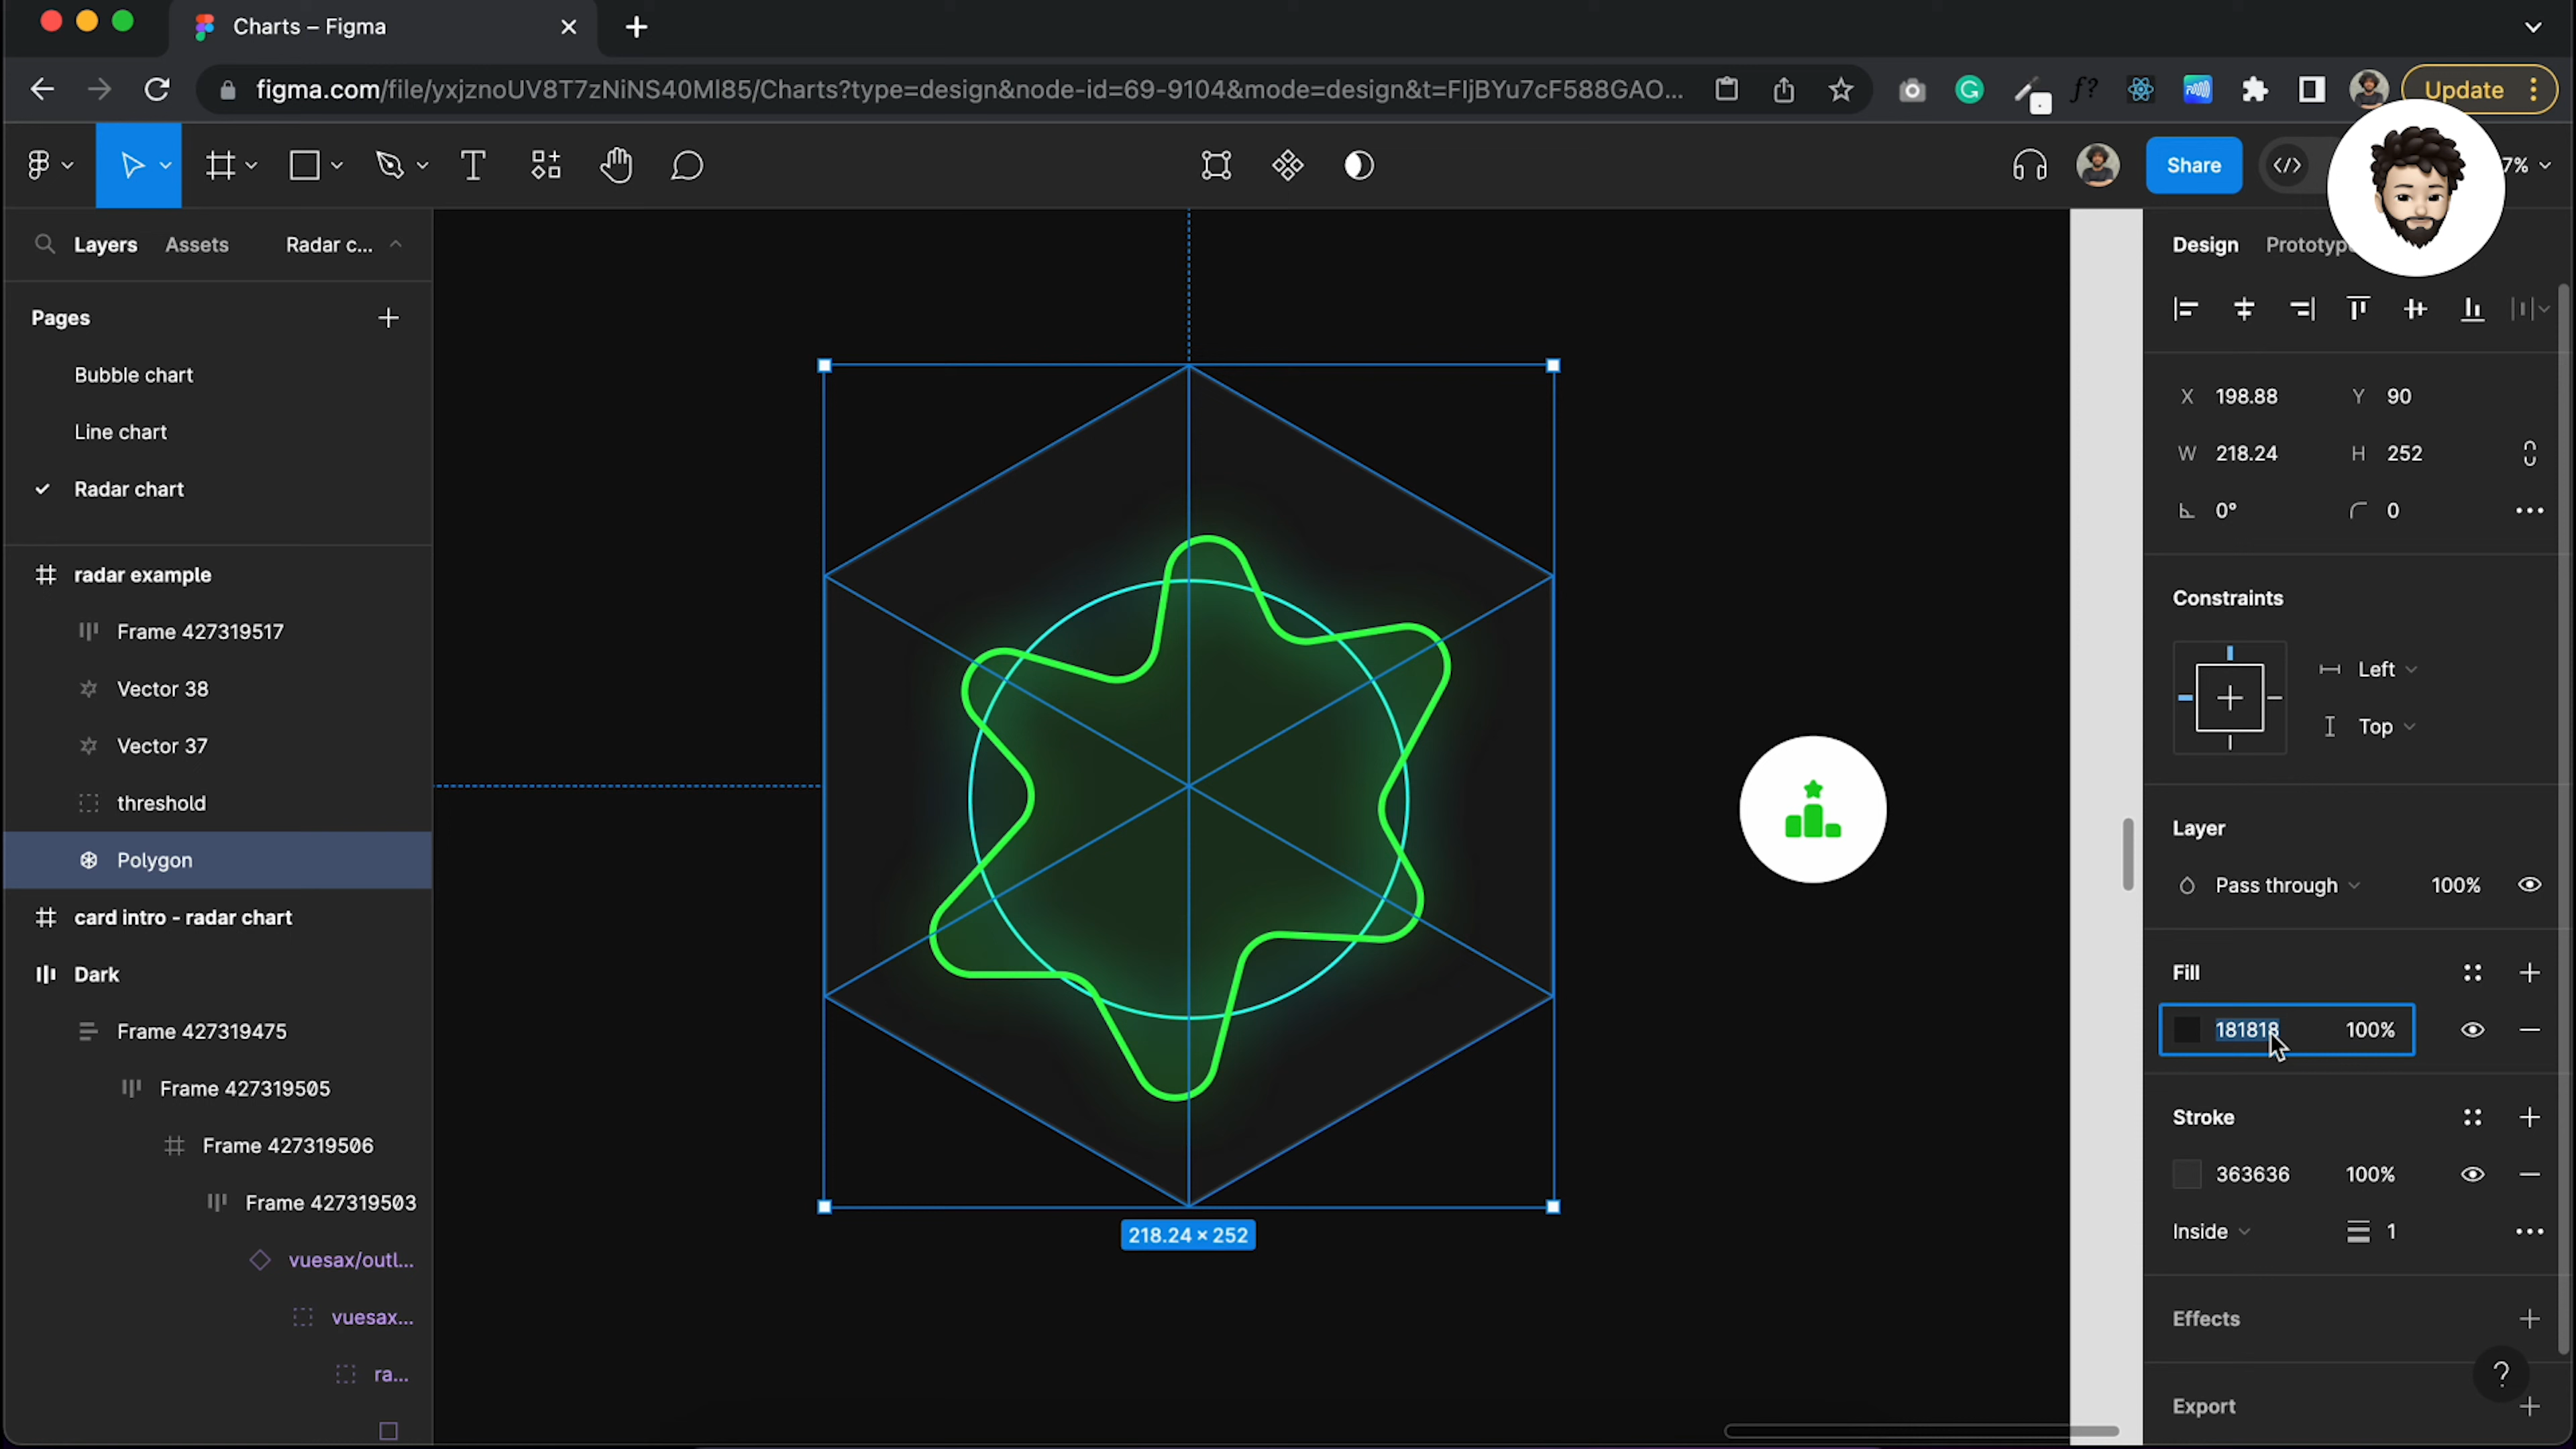 Charts – Figma
figma.com/file/yxjznoUV8T7zNiNS40Ml85/Charts?type=design&node-id=69-9104&mode=design&t=FIjBYu7cF588GAO...
f?
Update
Share
7%
Layers Assets Radar c...
Pages
Bubble chart
Line chart
Radar chart
radar example
Frame 427319517
Vector 38
Vector 37
threshold
Polygon
card intro - radar chart
Dark
Frame 427319475
Frame 427319505
Frame 427319506
Frame 427319503
vuesax/outl...
vuesax...
ra...
218.24 × 252
Design Prototype
X 198.88 Y 90
W 218.24 H 252
0° 0
Constraints
Left
Top
Layer
Pass through 100%
Fill
181818 100%
Stroke
363636 100%
Inside 1
Effects
?
Export